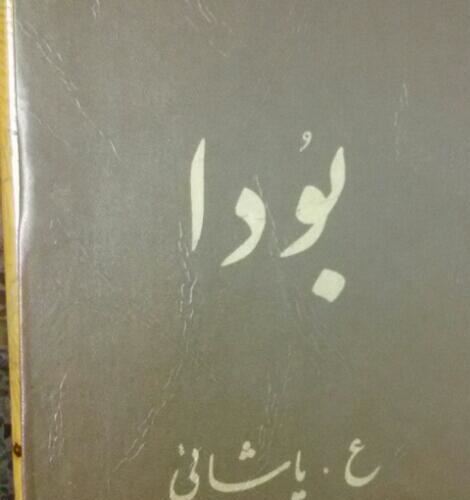 بُودا
ع . پاشائی